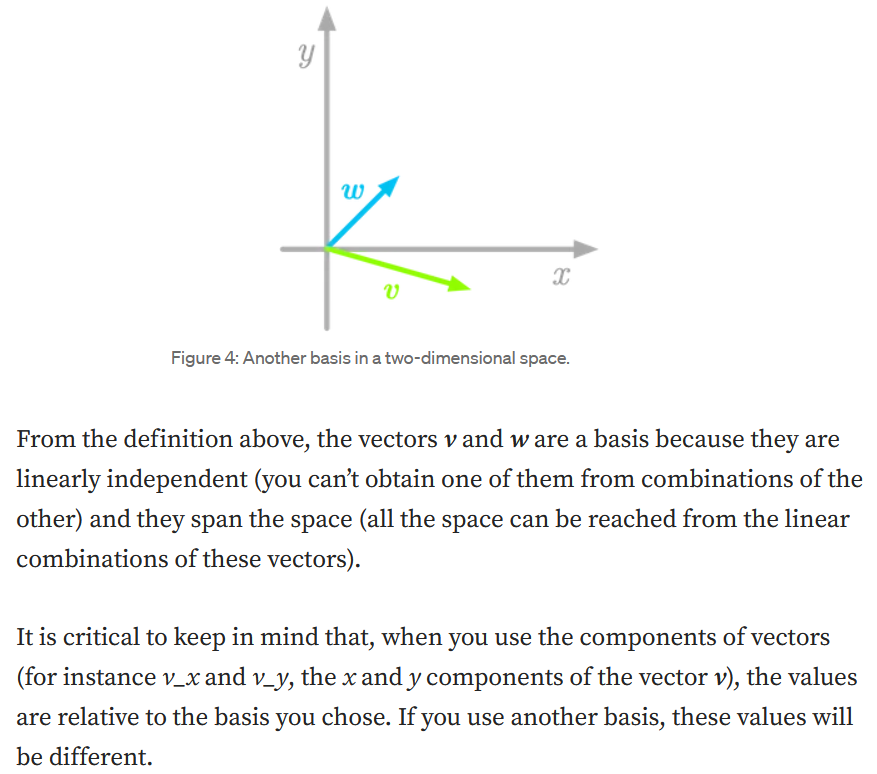 y
w
x
v
Figure 4: Another basis in a two-dimensional space.
From the definition above, the vectors v and w are a basis because they are
linearly independent (you can’t obtain one of them from combinations of the
other) and they span the space (all the space can be reached from the linear
combinations of these vectors).
It is critical to keep in mind that, when you use the components of vectors
(for instance v_x and v_y, the x and y components of the vector v), the values
are relative to the basis you chose. If you use another basis, these values will
be different.